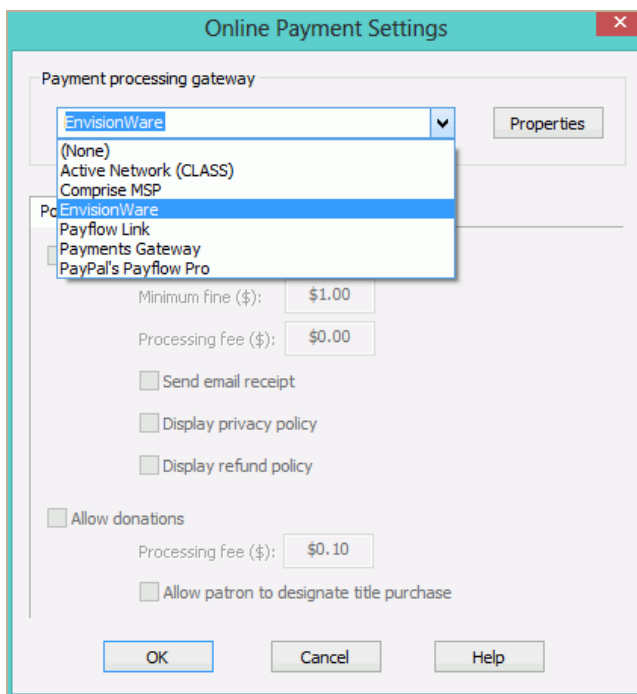 Online Payment Settings
Payment processing gateway
EnvisionWare
Properties
(None)
Active Network (CLASS)
Comprise MSP
Po
EnvisionWare
Payflow Link
Payments Gateway
PayPal's Payflow Pro
Minimum fine ($): $1.00
Processing fee ($): $0.00
Send email receipt
Display privacy policy
Display refund policy
Allow donations
Processing fee ($): $0.10
Allow patron to designate title purchase
OK Cancel Help